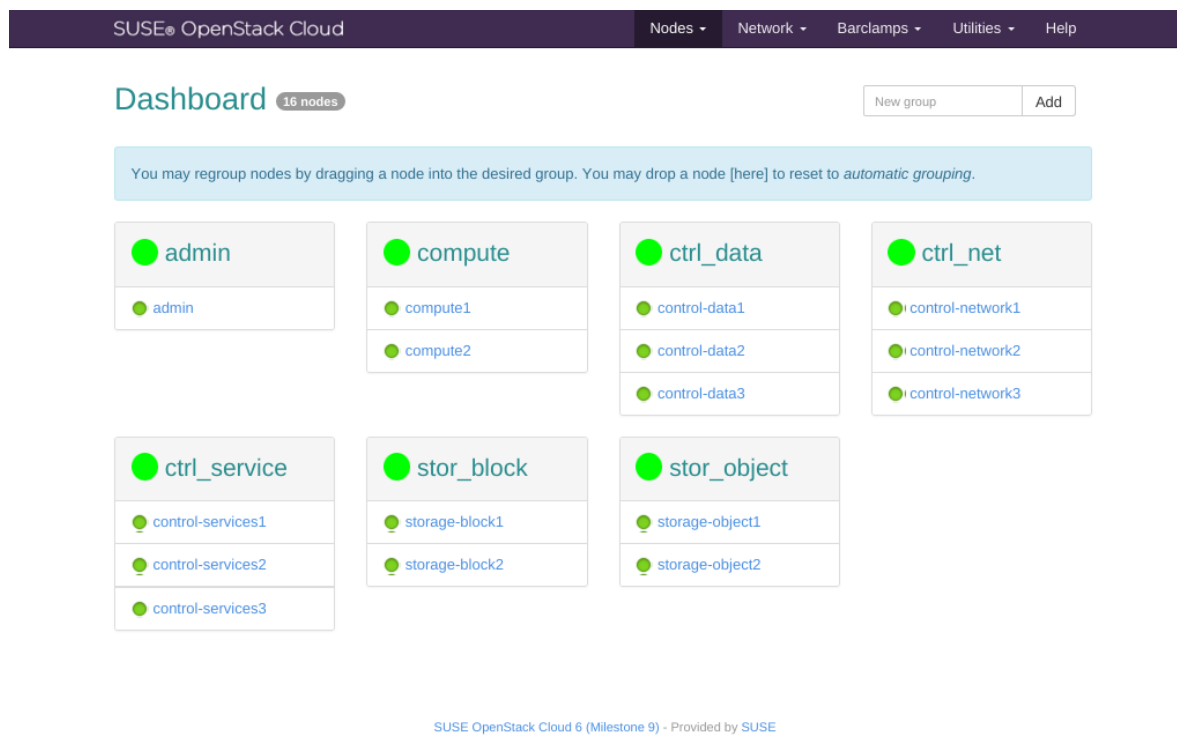 SUSE® OpenStack Cloud
Nodes
Network
Barclamps
Utilities
Help
Dashboard
16 nodes
New group
Add
You may regroup nodes by dragging a node into the desired group. You may drop a node [here] to reset to automatic grouping.
admin
admin
compute
compute1
compute2
ctrl_data
control-data1
control-data2
control-data3
ctrl_net
control-network1
control-network2
control-network3
ctrl_service
control-services1
control-services2
control-services3
stor_block
storage-block1
storage-block2
stor_object
storage-object1
storage-object2
SUSE OpenStack Cloud 6 (Milestone 9) - Provided by SUSE